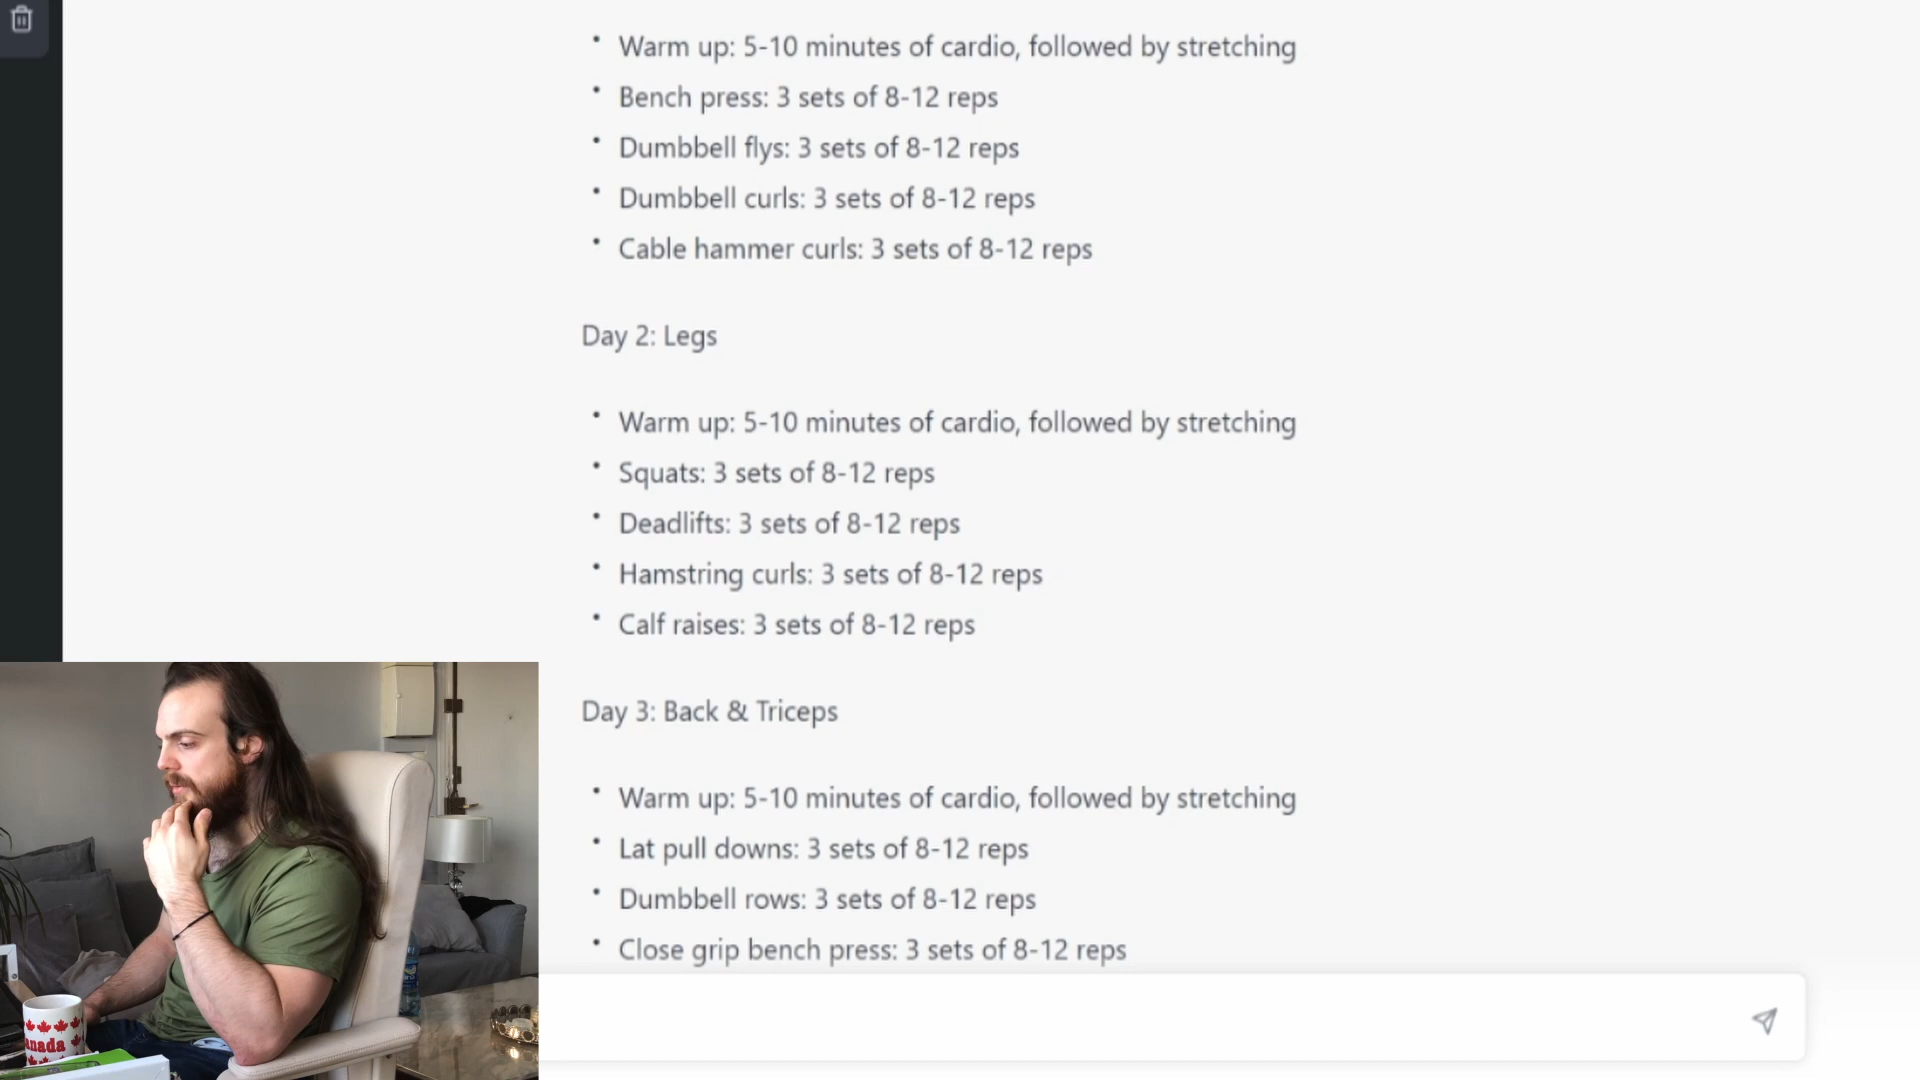 Warm up: 5-10 minutes of cardio, followed by stretching
Bench press: 3 sets of 8-12 reps
Dumbbell flys: 3 sets of 8-12 reps
Dumbbell curls: 3 sets of 8-12 reps
Cable hammer curls: 3 sets of 8-12 reps
Day 2: Legs
Warm up: 5-10 minutes of cardio, followed by stretching
Squats: 3 sets of 8-12 reps
Deadlifts: 3 sets of 8-12 reps
Hamstring curls: 3 sets of 8-12 reps
Calf raises: 3 sets of 8-12 reps
Day 3: Back & Triceps
Warm up: 5-10 minutes of cardio, followed by stretching
Lat pull downs: 3 sets of 8-12 reps
Dumbbell rows: 3 sets of 8-12 reps
Close grip bench press: 3 sets of 8-12 reps
anada